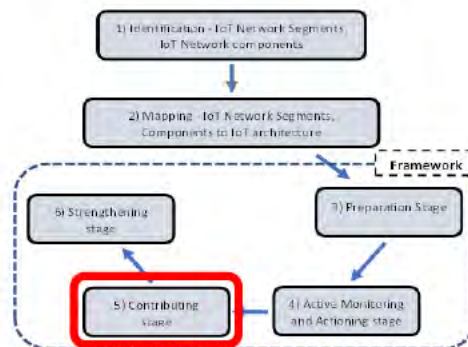 1) Identification - IoT Network Segments,
IoT Network components
2) Mapping - IoT Network Segments,
Components to IoT architecture
Framework
3) Preparation Stage
6) Strengthening
stage
5) Contributing
stage
4) Active Monitoring
and Actioning stage